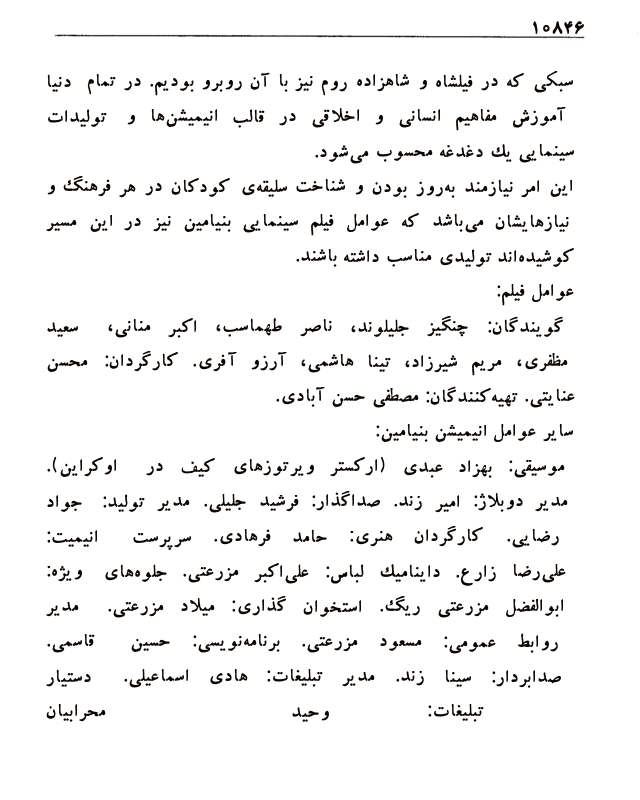 ۱۰۸۴۶
سبکی که در فیلشاه و شاهزاده روم نیز با آن روبرو بودیم. در تمام دنیا
آموزش مفاهیم انسانی و اخلاقی در قالب انیمیشن‌ها و تولیدات
سینمایی یك دغدغه محسوب می‌شود.
این امر نیازمند به‌روز بودن و شناخت سلیقه‌ی کودکان در هر فرهنگ و
نیازهایشان می‌باشد که عوامل فیلم سینمایی بنیامین نیز در این مسیر
کوشیده‌اند تولیدی مناسب داشته باشند.
عوامل فیلم:
گویندگان: چنگیز جلیلوند، ناصر طهماسب، اکبر منانی، سعید
مظفری، مریم شیرزاد، تینا هاشمی، آرزو آفری. کارگردان: محسن
عنایتی. تهیه‌کنندگان: مصطفی حسن آبادی.
سایر عوامل انیمیشن بنیامین:
موسیقی: بهزاد عبدی (ارکستر ویرتوزهای کیف در اوکراین).
مدیر دوبلاژ: امیر زند. صداگذار: فرشید جلیلی. مدیر تولید: جواد
رضایی. کارگردان هنری: حامد فرهادی. سرپرست انیمیت:
علی‌رضا زارع. داینامیك لباس: علی‌اکبر مزرعتی. جلوه‌های ویژه:
ابوالفضل مزرعتی ریگ. استخوان گذاری: میلاد مزرعتی. مدیر
روابط عمومی: مسعود مزرعتی. برنامه‌نویسی: حسین قاسمی.
صدابردار: سینا زند. مدیر تبلیغات: هادی اسماعیلی. دستیار
تبلیغات: وحید محرابیان